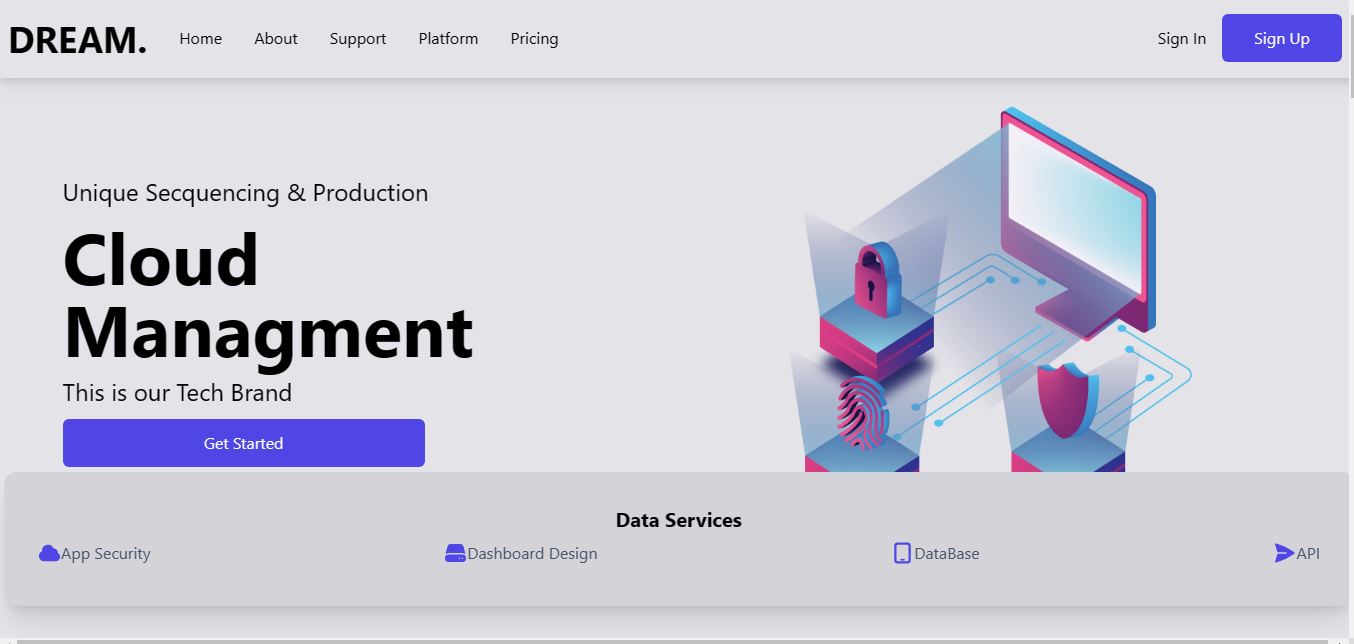 DREAM. Home About Support Platform Pricing Sign In Sign Up
Unique Secquencing & Production
Cloud
Managment
This is our Tech Brand
Get Started
Data Services
App Security Dashboard Design DataBase API